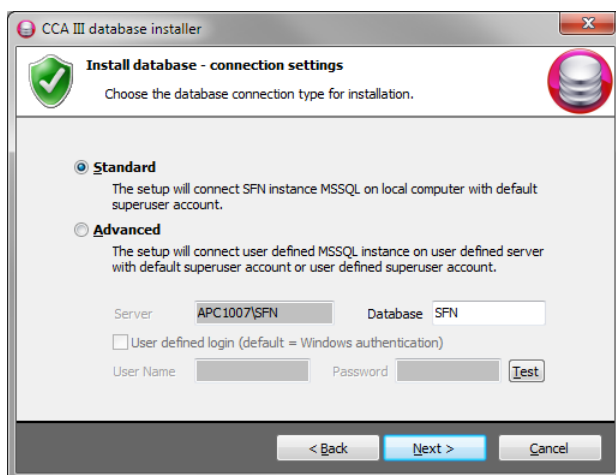 CCA III database installer
Install database - connection settings
Choose the database connection type for installation.
Standard
The setup will connect SFN instance MSSQL on local computer with default
superuser account.
Advanced
The setup will connect user defined MSSQL instance on user defined server
with default superuser account or user defined superuser account.
Server APC1007\SFN Database SFN
User defined login (default = Windows authentication)
User Name Password Test
< Back Next > Cancel